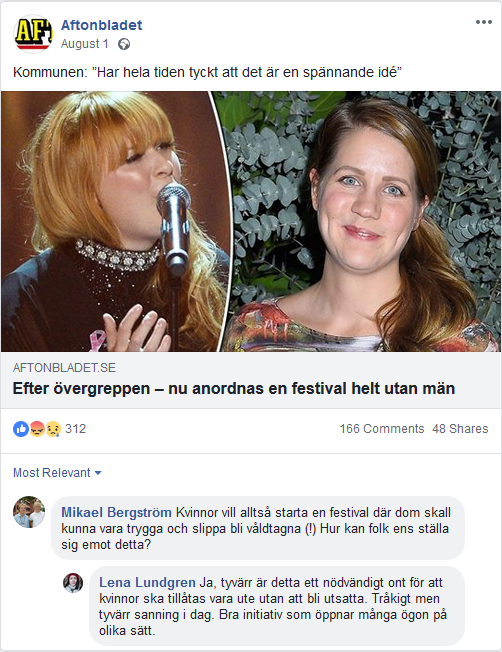 AF
Aftonbladet
August 1
Kommunen: ”Har hela tiden tyckt att det är en spännande idé”
AFTONBLADET.SE
Efter övergreppen – nu anordnas en festival helt utan män
312
166 Comments 48 Shares
Most Relevant
Mikael Bergström Kvinnor vill alltså starta en festival där dom skall
kunna vara trygga och slippa bli våldtagna (!) Hur kan folk ens ställa
sig emot detta?
Lena Lundgren Ja, tyvärr är detta ett nödvändigt ont för att
kvinnor ska tillåtas vara ute utan att bli utsatta. Tråkigt men
tyvärr sanning i dag. Bra initiativ som öppnar många ögon på
olika sätt.